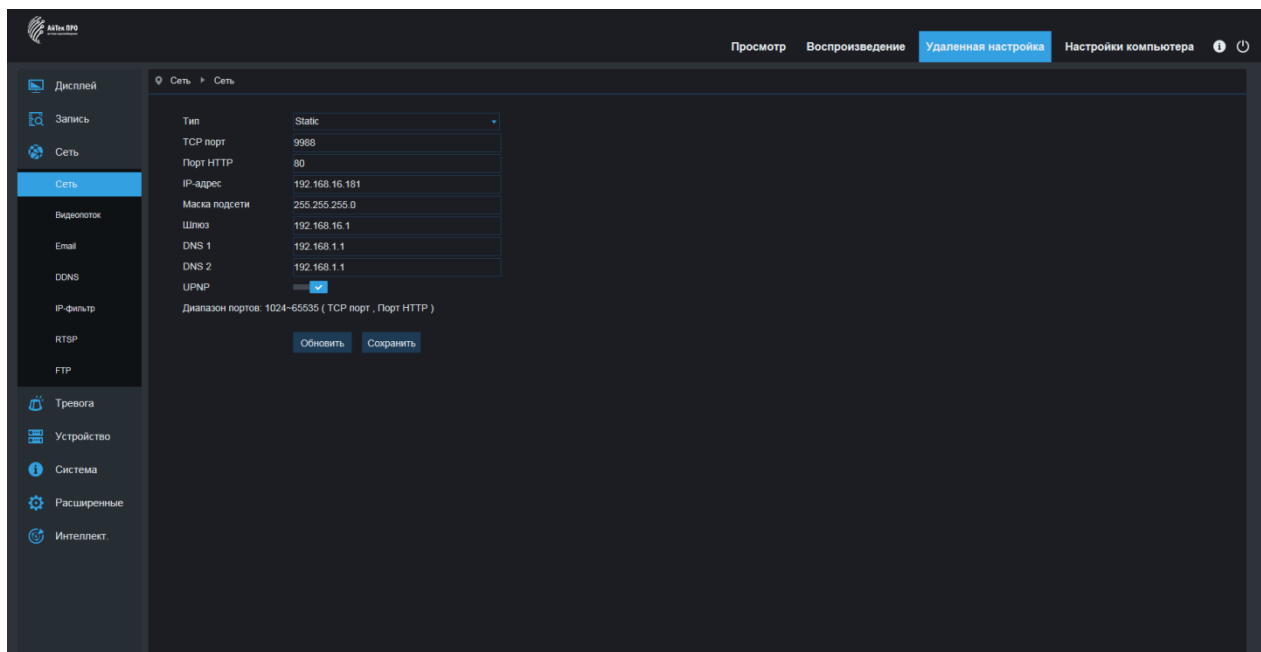 АйТек ПРО
Просмотр Воспроизведение Удаленная настройка Настройки компьютера
Дисплей
Запись
Сеть
Сеть
Видеопоток
Email
DDNS
IP-фильтр
RTSP
FTP
Тревога
Устройство
Система
Расширенные
Интеллект.
Сеть Сеть
Тип Static
TCP порт 9988
Порт HTTP 80
IP-адрес 192.168.16.181
Маска подсети 255.255.255.0
Шлюз 192.168.16.1
DNS 1 192.168.1.1
DNS 2 192.168.1.1
UPNP
Диапазон портов: 1024~65535 ( TCP порт , Порт HTTP )
Обновить Сохранить